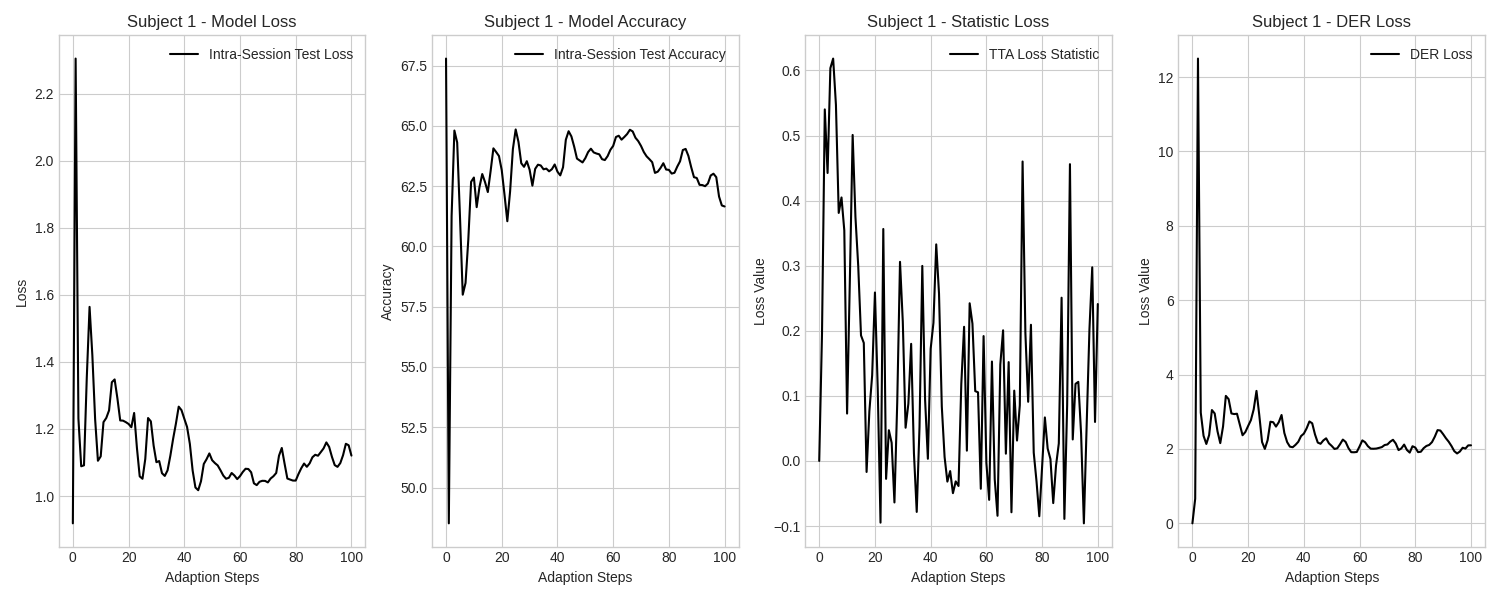 Subject 1 - Model Loss
Intra-Session Test Loss
Loss
2.2
2.0
1.8
1.6
1.4
1.2
1.0
0 20 40 60 80 100
Adaption Steps
Subject 1 - Model Accuracy
Intra-Session Test Accuracy
Accuracy
67.5
65.0
62.5
60.0
57.5
55.0
52.5
50.0
0 20 40 60 80 100
Adaption Steps
Subject 1 - Statistic Loss
TTA Loss Statistic
Loss Value
0.6
0.5
0.4
0.3
0.2
0.1
0.0
−0.1
0 20 40 60 80 100
Adaption Steps
Subject 1 - DER Loss
DER Loss
Loss Value
12
10
8
6
4
2
0
0 20 40 60 80 100
Adaption Steps